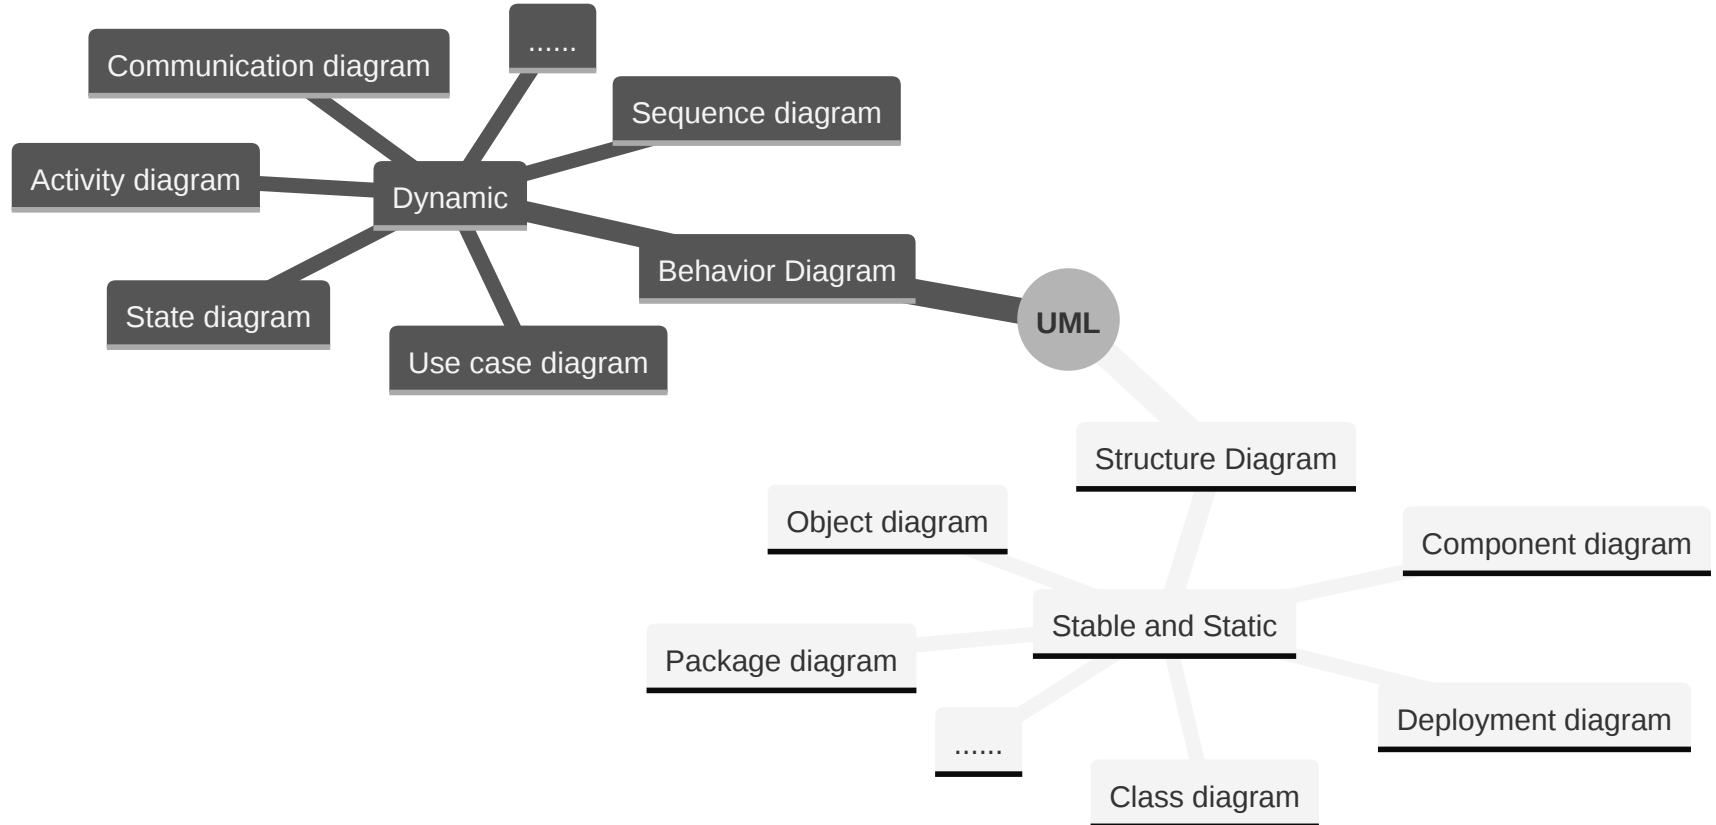 ......
Communication diagram
Sequence diagram
Activity diagram
Dynamic
Behavior Diagram
State diagram
UML
Use case diagram
Structure Diagram
Object diagram
Component diagram
Stable and Static
Package diagram
Deployment diagram
......
Class diagram